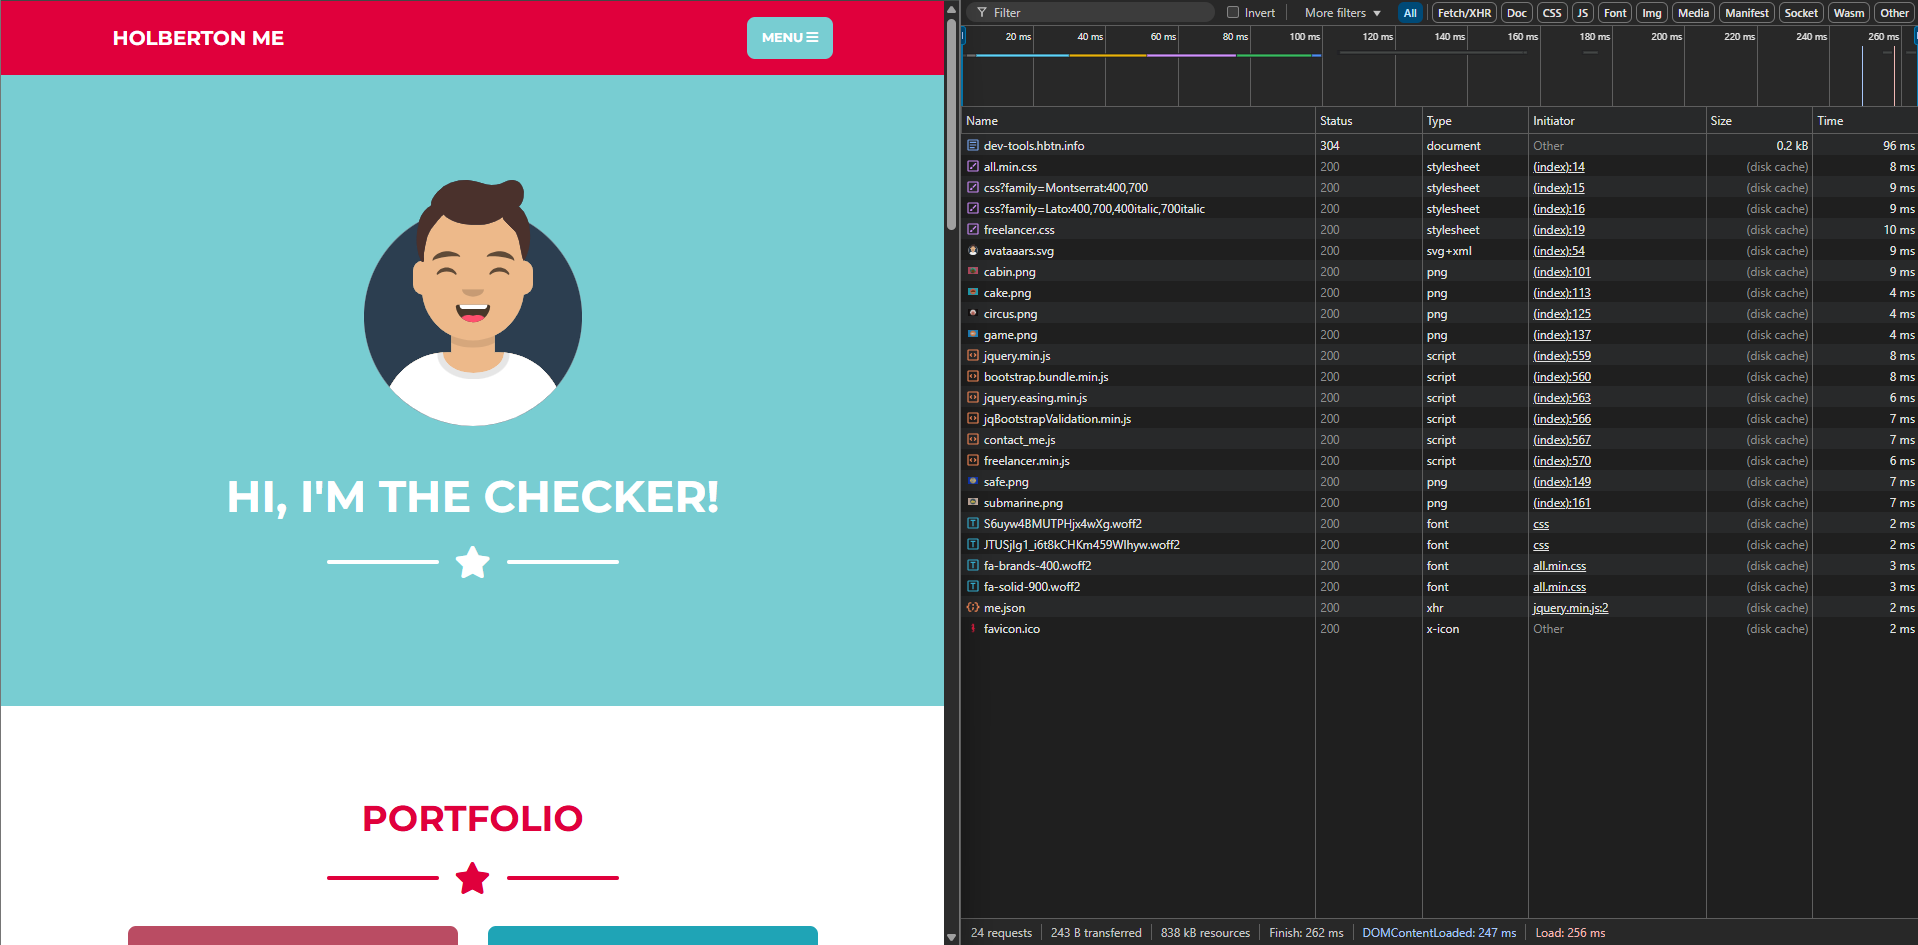 HOLBERTON ME
MENU
HI, I'M THE CHECKER!
PORTFOLIO
Filter
Invert
More filters
All Fetch/XHR Doc CSS JS Font Img Media Manifest Socket Wasm Other
20 ms 40 ms 60 ms 80 ms 100 ms 120 ms 140 ms 160 ms 180 ms 200 ms 220 ms 240 ms 260 ms
Name Status Type Initiator Size Time
dev-tools.hbtn.info 304 document Other 0.2 kB 96 ms
all.min.css 200 stylesheet (index):14 (disk cache) 8 ms
css?family=Montserrat:400,700 200 stylesheet (index):15 (disk cache) 9 ms
css?family=Lato:400,700,400italic,700italic 200 stylesheet (index):16 (disk cache) 9 ms
freelancer.css 200 stylesheet (index):19 (disk cache) 10 ms
avataaars.svg 200 svg+xml (index):54 (disk cache) 9 ms
cabin.png 200 png (index):101 (disk cache) 9 ms
cake.png 200 png (index):113 (disk cache) 4 ms
circus.png 200 png (index):125 (disk cache) 4 ms
game.png 200 png (index):137 (disk cache) 4 ms
jquery.min.js 200 script (index):559 (disk cache) 8 ms
bootstrap.bundle.min.js 200 script (index):560 (disk cache) 8 ms
jquery.easing.min.js 200 script (index):563 (disk cache) 6 ms
jqBootstrapValidation.min.js 200 script (index):566 (disk cache) 7 ms
contact_me.js 200 script (index):567 (disk cache) 7 ms
freelancer.min.js 200 script (index):570 (disk cache) 6 ms
safe.png 200 png (index):149 (disk cache) 7 ms
submarine.png 200 png (index):161 (disk cache) 7 ms
S6uyw4BMUTPHjx4wXg.woff2 200 font css (disk cache) 2 ms
JTUSjIg1_i6t8kCHKm459Wlhyw.woff2 200 font css (disk cache) 2 ms
fa-brands-400.woff2 200 font all.min.css (disk cache) 3 ms
fa-solid-900.woff2 200 font all.min.css (disk cache) 3 ms
me.json 200 xhr jquery.min.js:2 (disk cache) 2 ms
favicon.ico 200 x-icon Other (disk cache) 2 ms
24 requests 243 B transferred 838 kB resources Finish: 262 ms DOMContentLoaded: 247 ms Load: 256 ms